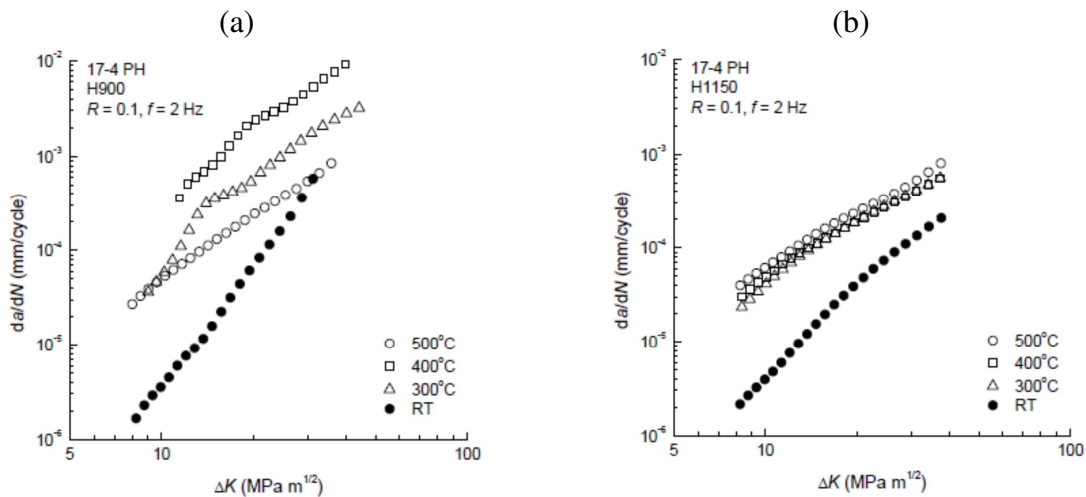 (a)
17-4 PH
H900
R = 0.1, f = 2 Hz
10⁻²
10⁻³
10⁻⁴
10⁻⁵
10⁻⁶
da/dN (mm/cycle)
500°C
400°C
300°C
RT
5
10
100
ΔK (MPa m^1/2)
(b)
17-4 PH
H1150
R = 0.1, f = 2 Hz
10⁻²
10⁻³
10⁻⁴
10⁻⁵
10⁻⁶
da/dN (mm/cycle)
500°C
400°C
300°C
RT
5
10
100
ΔK (MPa m^1/2)